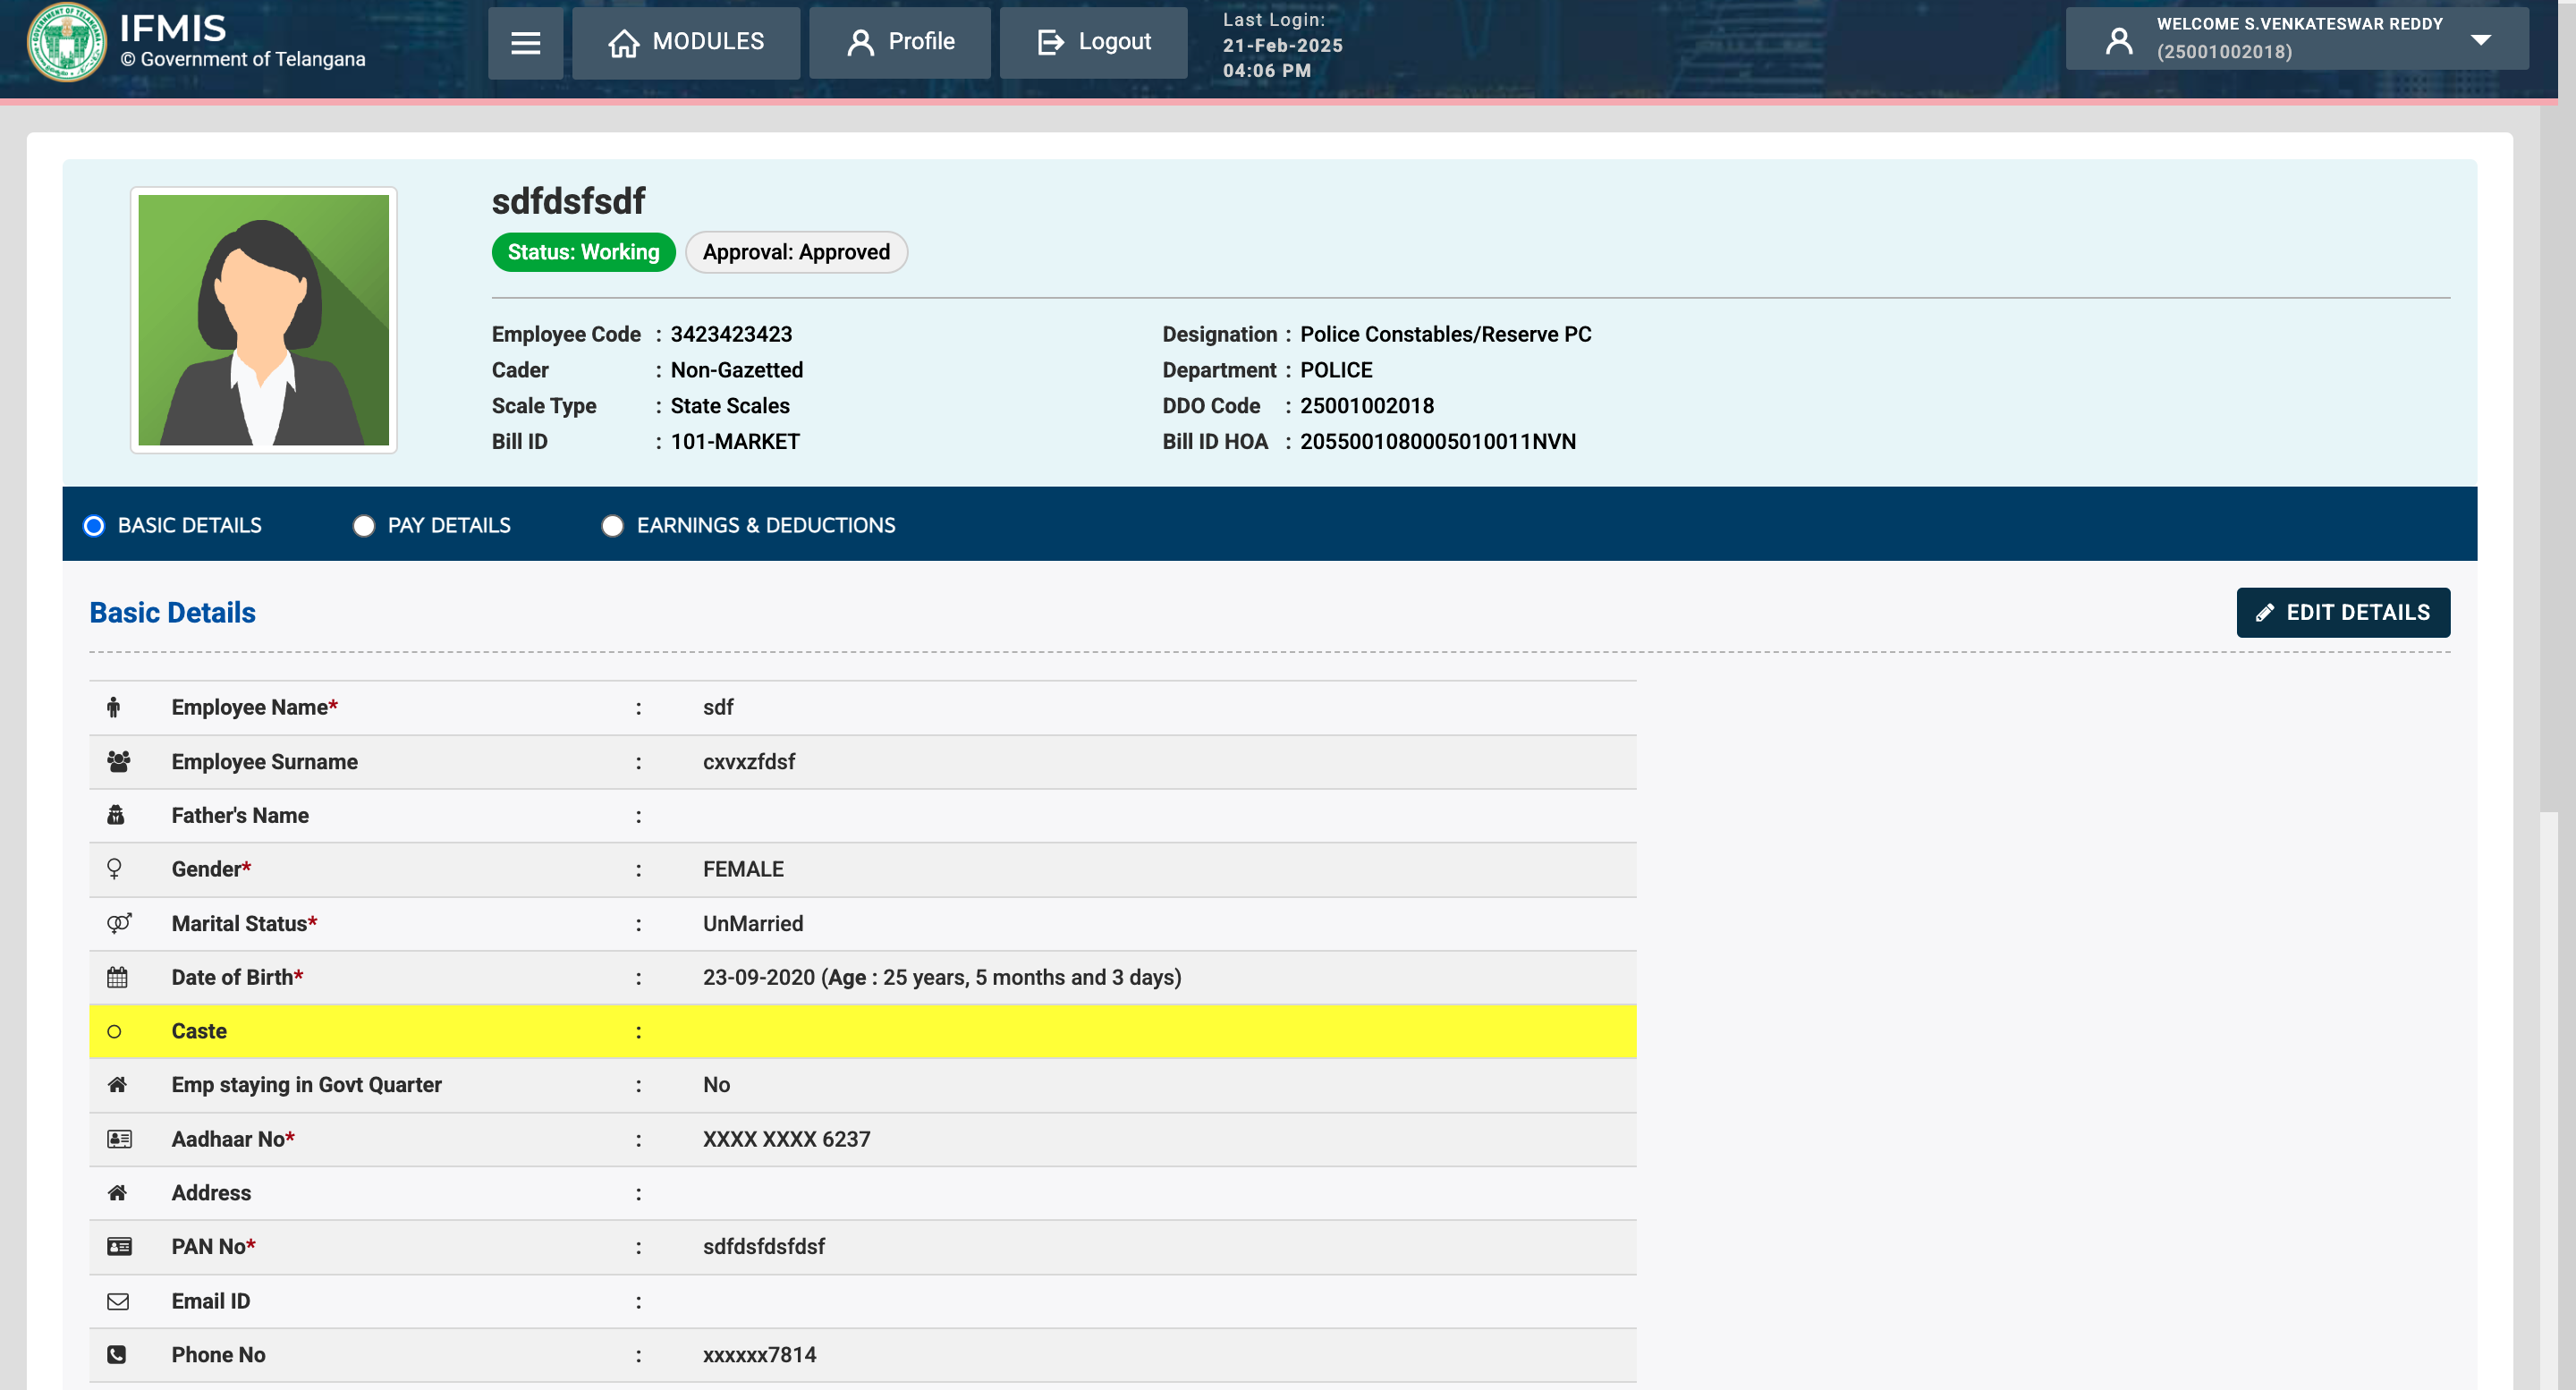 IFMIS
© Government of Telangana
MODULES
Profile
Logout
Last Login:
21-Feb-2025
04:06 PM
WELCOME S.VENKATESWAR REDDY
(25001002018)
sdfdsfsdf
Status: Working
Approval: Approved
Employee Code : 3423423423
Designation : Police Constables/Reserve PC
Cader : Non-Gazetted
Department : POLICE
Scale Type : State Scales
DDO Code : 25001002018
Bill ID : 101-MARKET
Bill ID HOA : 2055001080005010011NVN
BASIC DETAILS
PAY DETAILS
EARNINGS & DEDUCTIONS
Basic Details
EDIT DETAILS
Employee Name* : sdf
Employee Surname : cxvxzfdsf
Father's Name :
Gender* : FEMALE
Marital Status* : UnMarried
Date of Birth* : 23-09-2020 (Age : 25 years, 5 months and 3 days)
Caste :
Emp staying in Govt Quarter : No
Aadhaar No* : XXXX XXXX 6237
Address :
PAN No* : sdfdsfdsfdsf
Email ID :
Phone No : xxxxxx7814